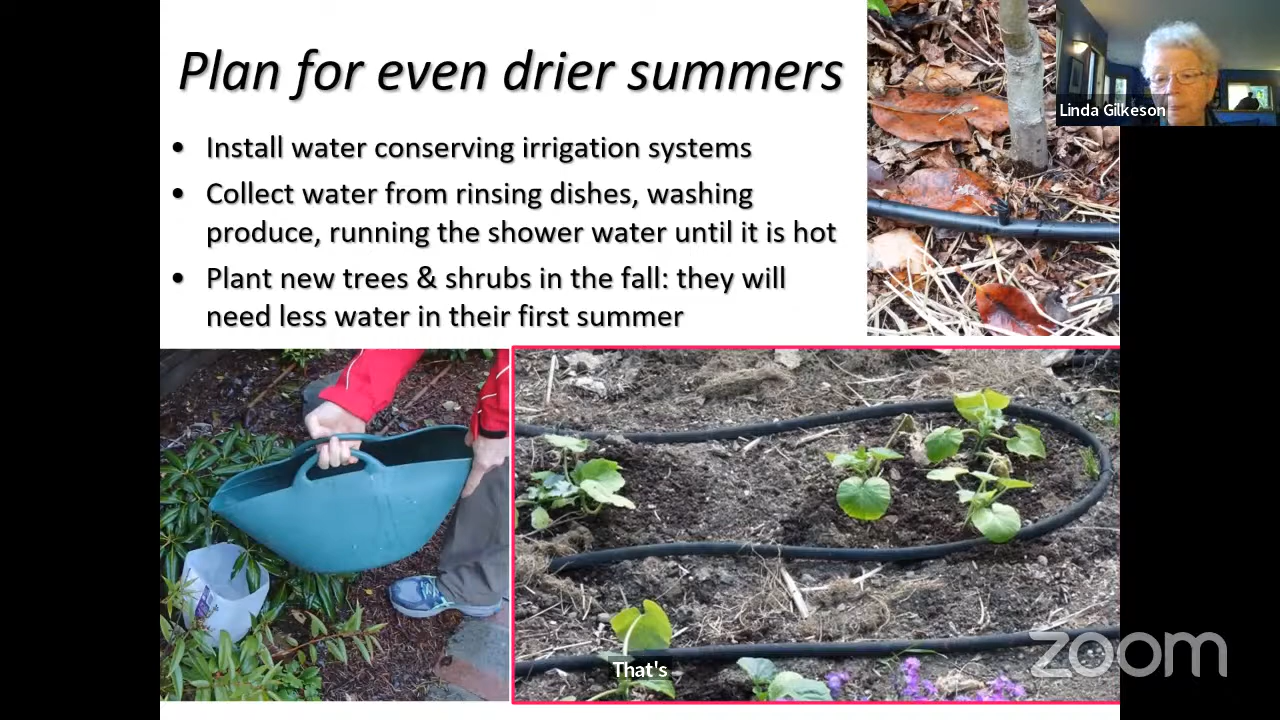 Plan for even drier summers
Linda Gilkeson
• Install water conserving irrigation systems
• Collect water from rinsing dishes, washing
produce, running the shower water until it is hot
• Plant new trees & shrubs in the fall: they will
need less water in their first summer
That's
zoom